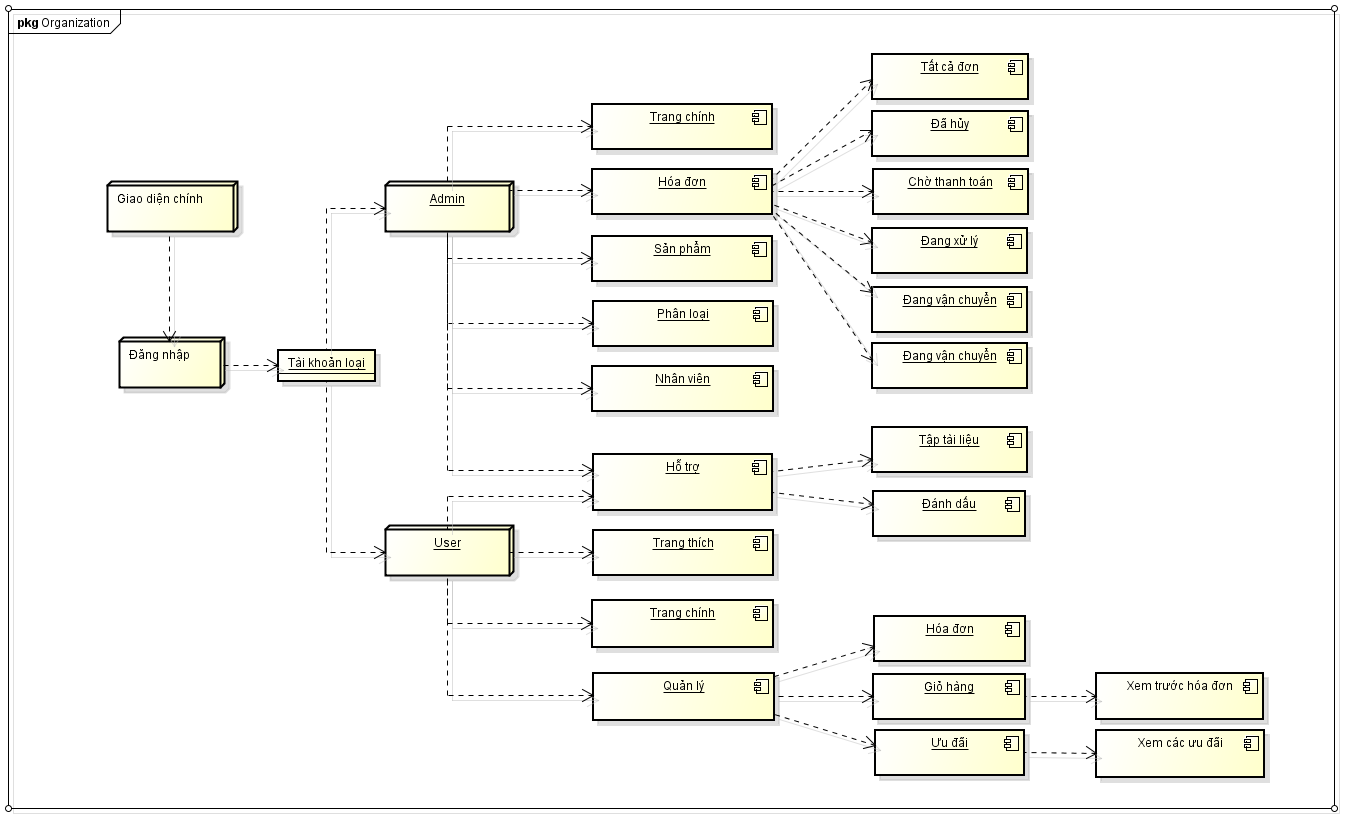 pkg Organization
Giao diện chính
Đăng nhập
Tài khoản loại
Admin
User
Trang chính
Hóa đơn
Sản phẩm
Phân loại
Nhân viên
Hỗ trợ
Trang thích
Trang chính
Quản lý
Tất cả đơn
Đã hủy
Chờ thanh toán
Đang xử lý
Đang vận chuyển
Đang vận chuyển
Tập tài liệu
Đánh dấu
Hóa đơn
Giỏ hàng
Ưu đãi
Xem trước hóa đơn
Xem các ưu đãi